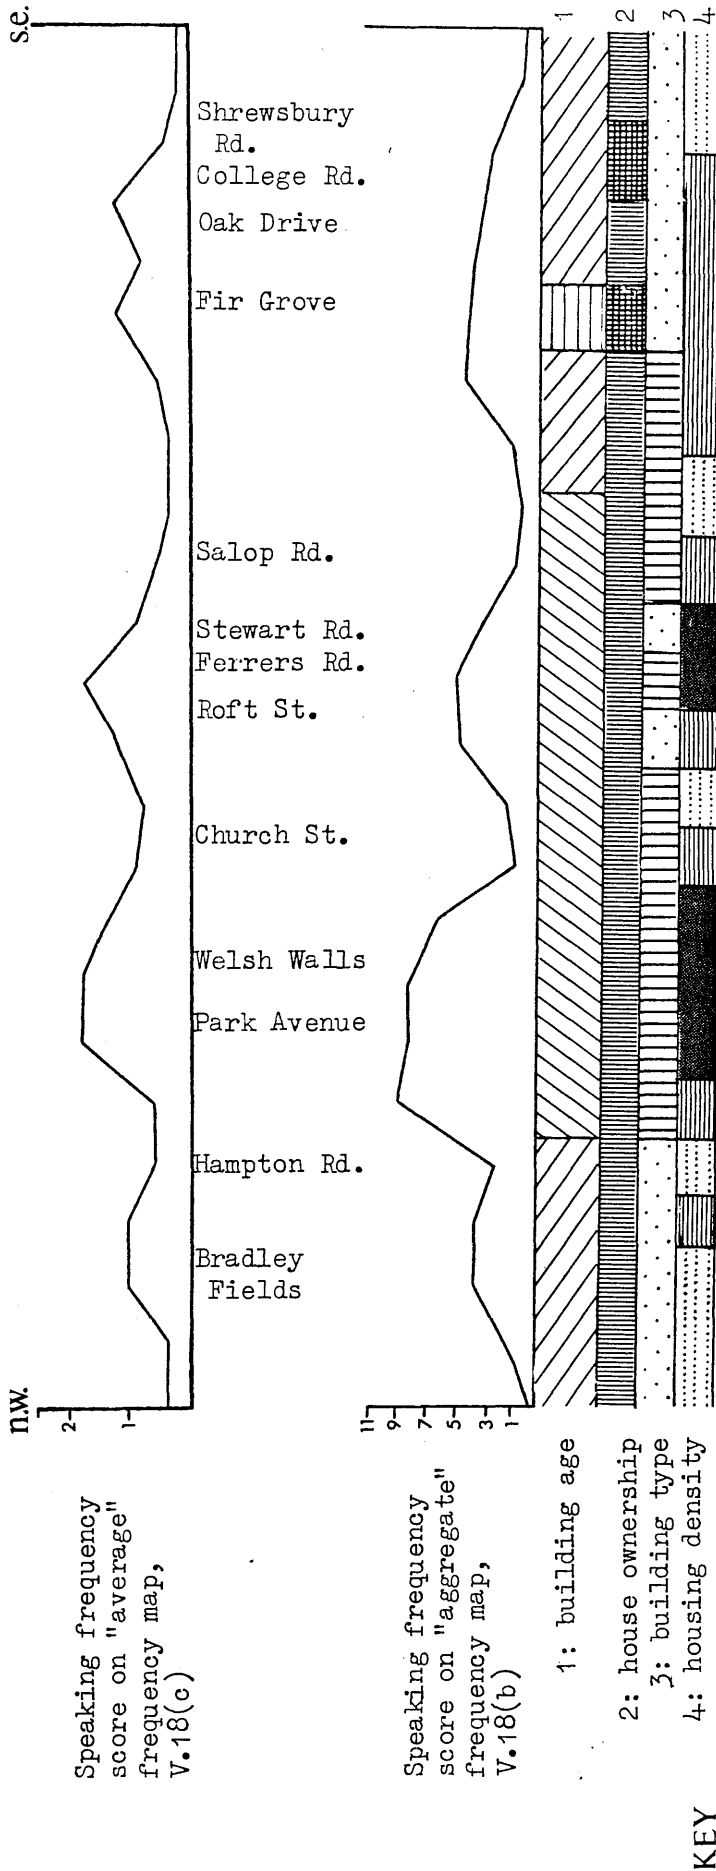 s.e.
n.w.
2
1
Speaking frequency
score on "average"
frequency map,
V.18(c)
Shrewsbury
Rd.
College Rd.
Oak Drive
Fir Grove
Salop Rd.
Stewart Rd.
Ferrers Rd.
Roft St.
Church St.
Welsh Walls
Park Avenue
Hampton Rd.
Bradley
Fields
11
9
7
5
3
1
Speaking frequency
score on "aggregate"
frequency map,
V.18(b)
1
2
3
4
1: building age
2: house ownership
3: building type
4: housing density
KEY